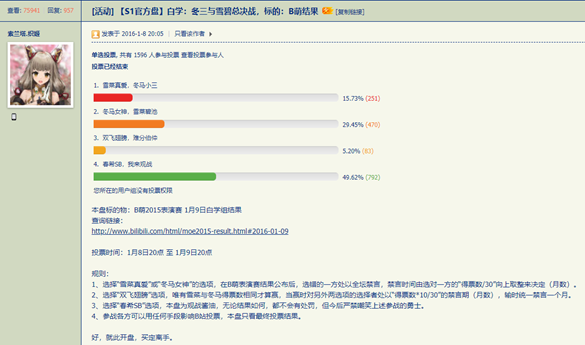 查看: 75941 回复: 957
[活动] 【S1官方盘】白学：冬三与雪碧总决战，标的：B萌结果 [复制链接]
紫兰塔.织姬
发表于 2016-1-8 20:05 | 只看该作者
单选投票, 共有 1596 人参与投票 查看投票参与人
投票已经结束
1. 雪菜真爱，冬马小三
15.73% (251)
2. 冬马女神，雪菜碧池
29.45% (470)
3. 双飞翅膀，难分伯仲
5.20% (83)
4. 春希SB，我来观战
49.62% (792)
您所在的用户组没有投票权限
本盘标的物：B萌2015表演赛 1月9日白学组结果
查询链接：
http://www.bilibili.com/html/moe2015-result.html#2016-01-09
投票时间：1月8日20点 至 1月9日20点
规则：
1、选择“雪菜真爱”或“冬马女神”的选项，在B萌表演赛结果公布后，选错的一方处以全坛禁言，禁言时间由选对一方的“得票数/30”向上取整来决定（月数）。
2、选择“双飞翅膀”选项，唯有雪菜与冬马得票数相同才算赢，当赢时对另外两选项的选择者处以“得票数*10/30”的禁言期（月数），输时统一禁言一个月。
3、选择“春希SB”选项，本盘为观战酱油，无论结果如何，都不会有处罚，但今后严禁嘲笑上述参战的爵士。
4、参战各方可以用任何手段影响B站投票，本盘只看最终投票结果。
好，就此开盘，买定离手。